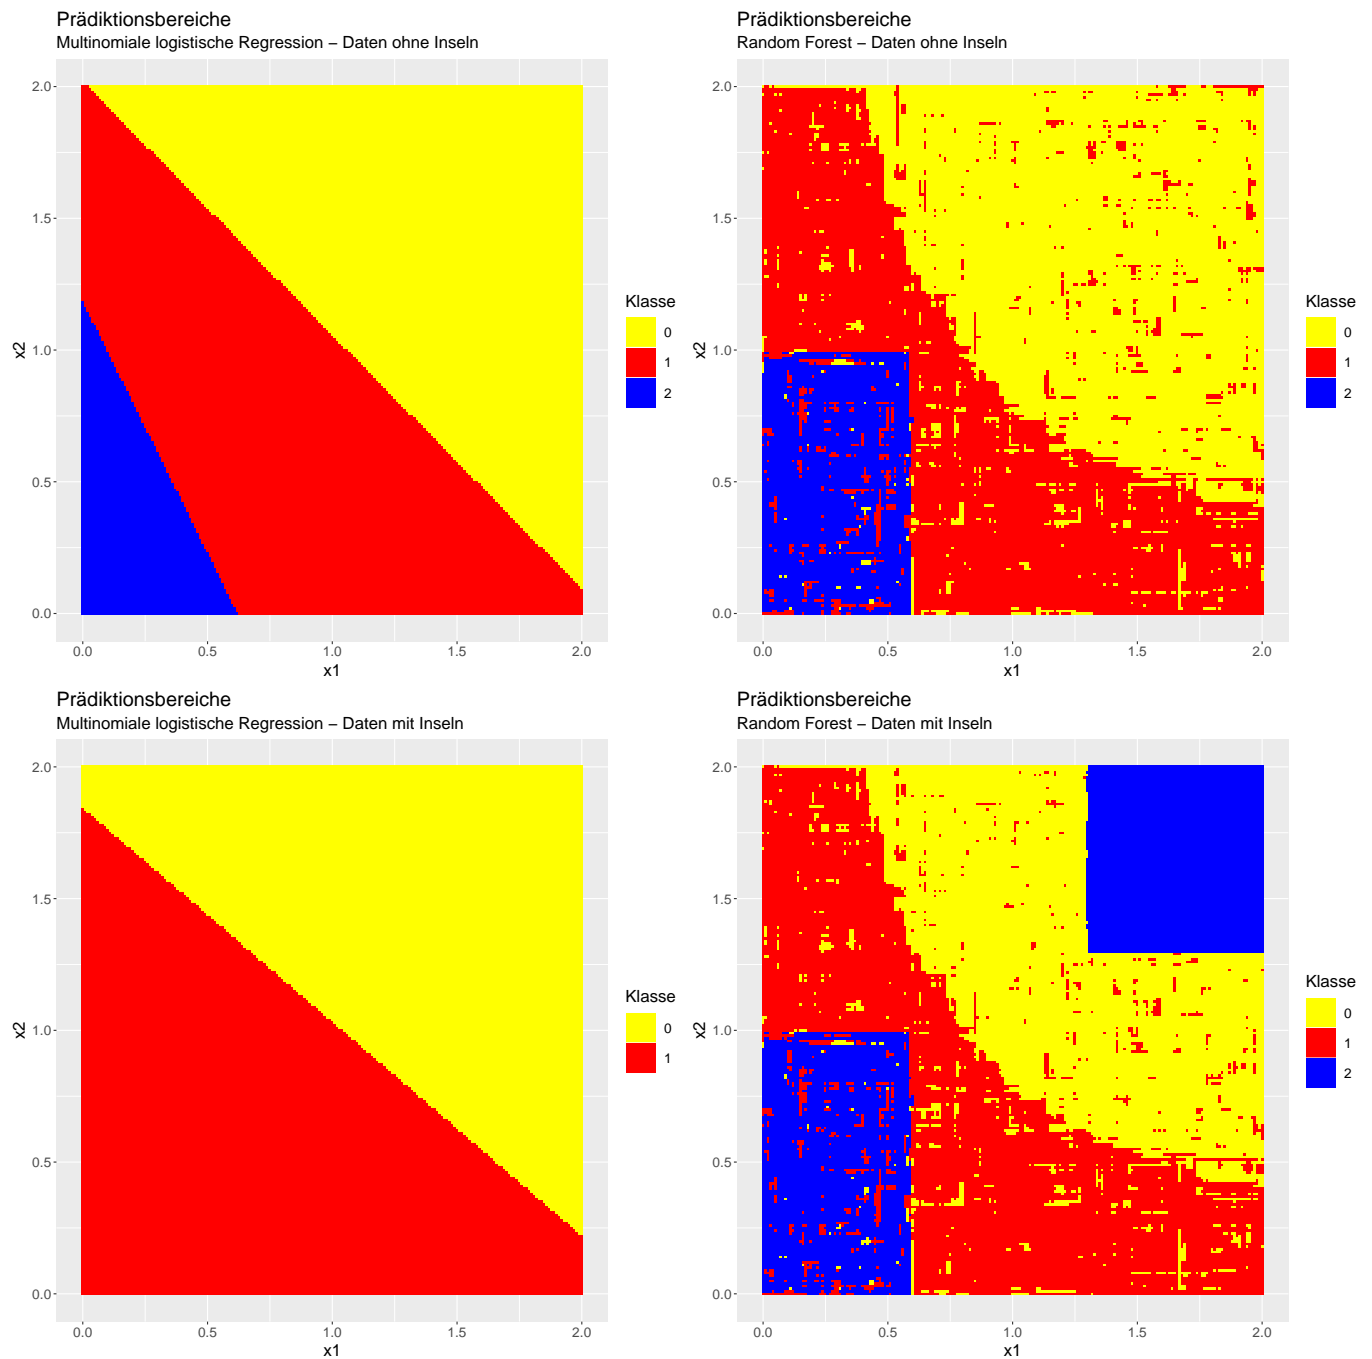 Prädiktionsbereiche
Multinomiale logistische Regression – Daten ohne Inseln
2.0
1.5
1.0
0.5
0.0
x2
0.0 0.5 1.0 1.5 2.0
x1
Klasse
0
1
2
Prädiktionsbereiche
Random Forest – Daten ohne Inseln
2.0
1.5
1.0
0.5
0.0
x2
0.0 0.5 1.0 1.5 2.0
x1
Klasse
0
1
2
Prädiktionsbereiche
Multinomiale logistische Regression – Daten mit Inseln
2.0
1.5
1.0
0.5
0.0
x2
0.0 0.5 1.0 1.5 2.0
x1
Klasse
0
1
Prädiktionsbereiche
Random Forest – Daten mit Inseln
2.0
1.5
1.0
0.5
0.0
x2
0.0 0.5 1.0 1.5 2.0
x1
Klasse
0
1
2